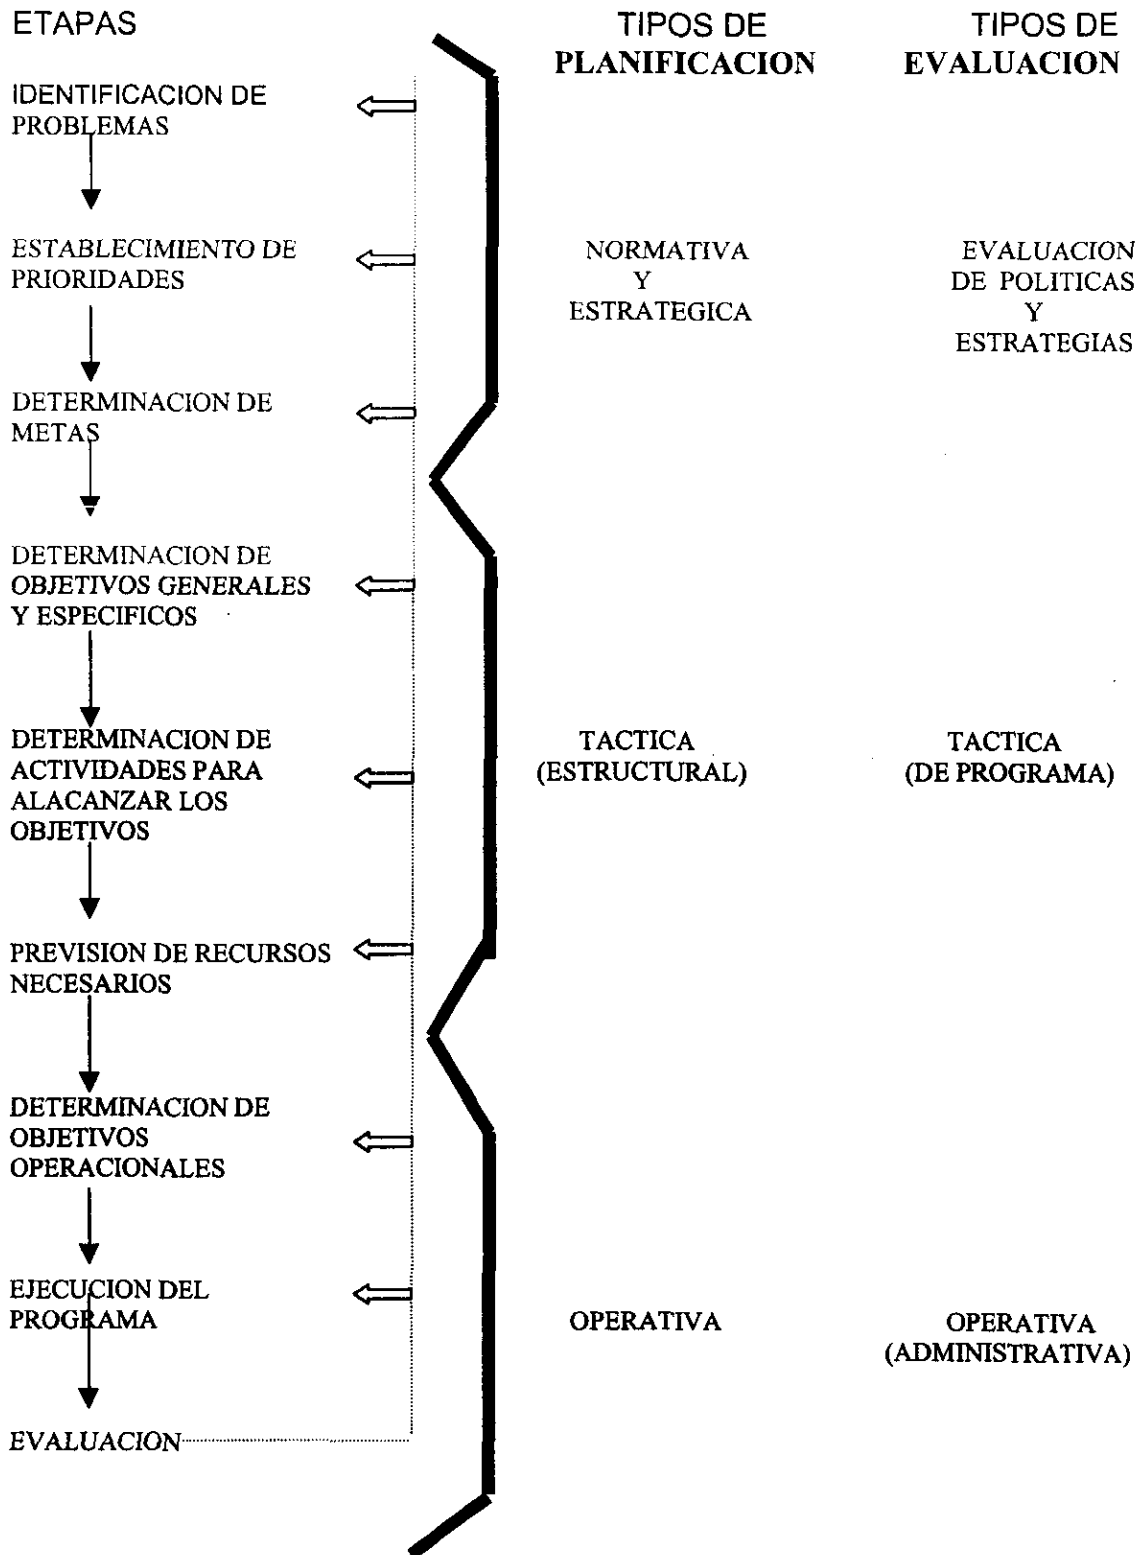 ETAPAS
TIPOS DE
PLANIFICACION
TIPOS DE
EVALUACION
IDENTIFICACION DE
PROBLEMAS
ESTABLECIMIENTO DE
PRIORIDADES
NORMATIVA
Y
ESTRATEGICA
EVALUACION
DE POLITICAS
Y
ESTRATEGIAS
DETERMINACION DE
METAS
DETERMINACION DE
OBJETIVOS GENERALES
Y ESPECIFICOS
DETERMINACION DE
ACTIVIDADES PARA
ALACANZAR LOS
OBJETIVOS
TACTICA
(ESTRUCTURAL)
TACTICA
(DE PROGRAMA)
PREVISION DE RECURSOS
NECESARIOS
DETERMINACION DE
OBJETIVOS
OPERACIONALES
EJECUCION DEL
PROGRAMA
OPERATIVA
OPERATIVA
(ADMINISTRATIVA)
EVALUACION